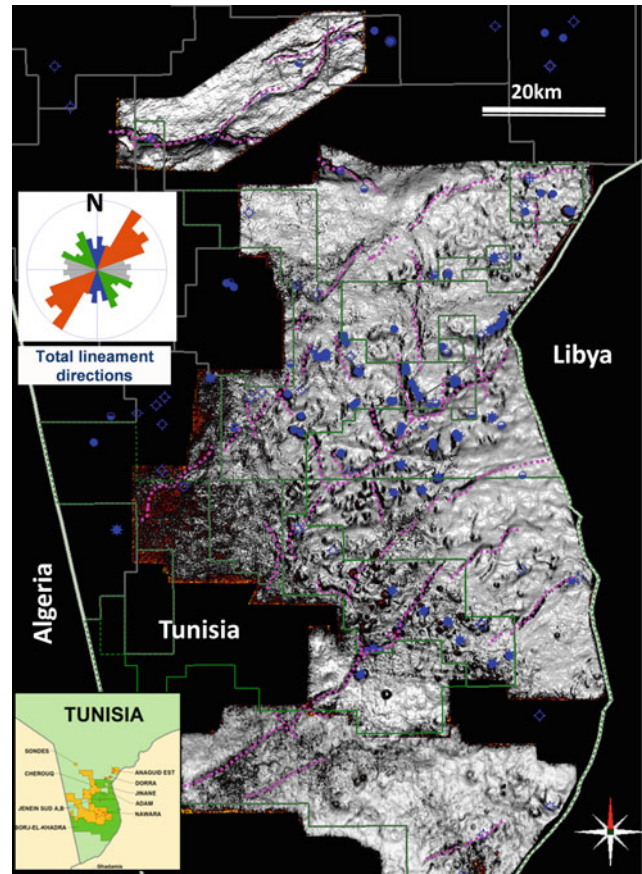 20km
N
Total lineament
directions
Libya
Algeria
Tunisia
TUNISIA
SONDES
CHEROUQ
ANAGUID EST
DORRA
JINANE
ADAM
JENEIN SUD A,B
NAWARA
BORJ-EL-KHADRA
Ghadamis